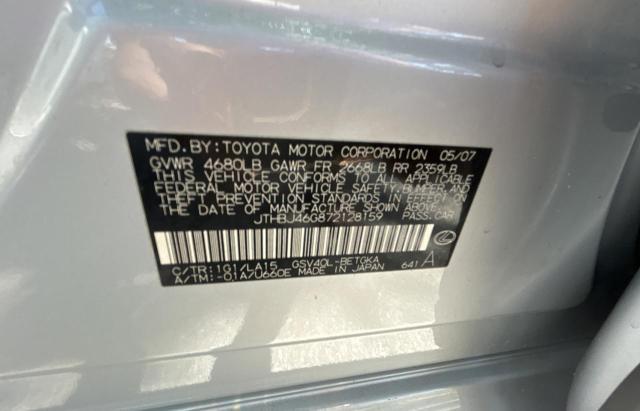 MFD. BY: TOYOTA MOTOR CORPORATION 05/07
GVWR 4680LB GAWR FR 2668LB RR 2359LB
THIS VEHICLE CONFORMS TO ALL APPLICABLE
FEDERAL MOTOR VEHICLE SAFETY, BUMPER, AND
THEFT PREVENTION STANDARDS IN EFFECT ON
THE DATE OF MANUFACTURE SHOWN ABOVE.
JTHBJ46G872128159 PASS. CAR
C/TR: 1G1/LA15 GSV40L-BETGKA
A/TM: -01A/U660E MADE IN JAPAN 641 A